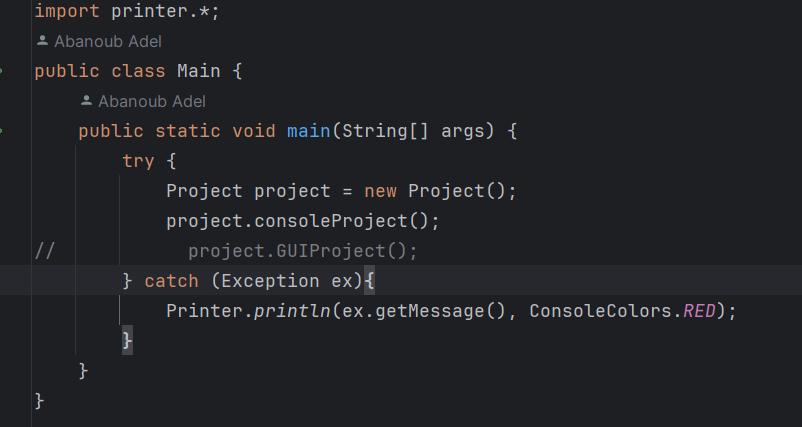 import printer.*;
Abanoub Adel
public class Main {
Abanoub Adel
public static void main(String[] args) {
try {
Project project = new Project();
project.consoleProject();
// project.GUIProject();
} catch (Exception ex){
Printer.println(ex.getMessage(), ConsoleColors.RED);
}
}
}